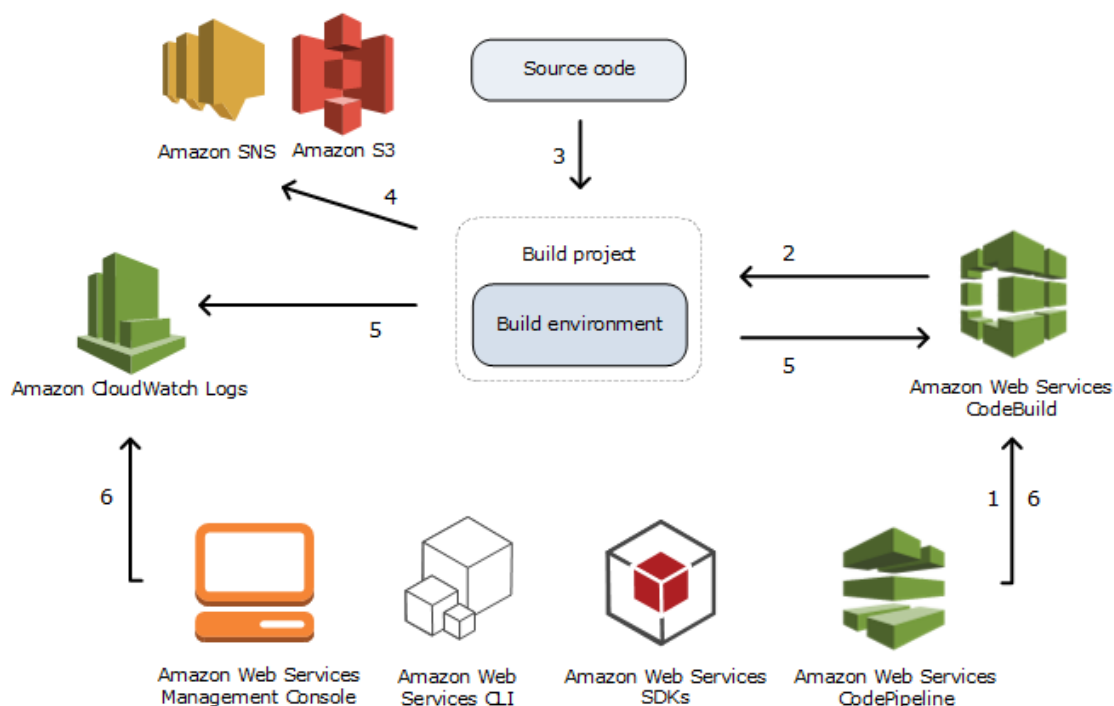 Source code
Amazon SNS
Amazon S3
3
4
2
Build project
Build environment
5
5
Amazon CloudWatch Logs
Amazon Web Services
CodeBuild
6
1
6
Amazon Web Services
Management Console
Amazon Web
Services CLI
Amazon Web Services
SDKs
Amazon Web Services
CodePipeline